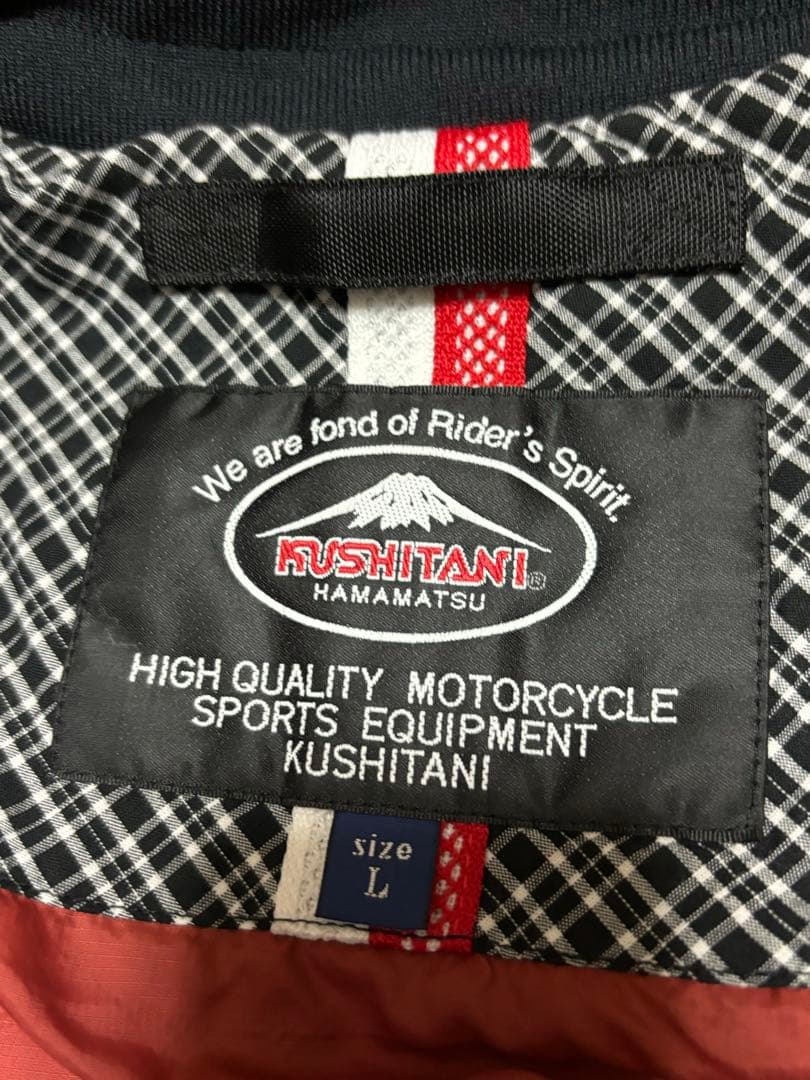 We are fond of Rider's Spirit.
KUSHITANI®
HAMAMATSU
HIGH QUALITY MOTORCYCLE
SPORTS EQUIPMENT
KUSHITANI
size
L